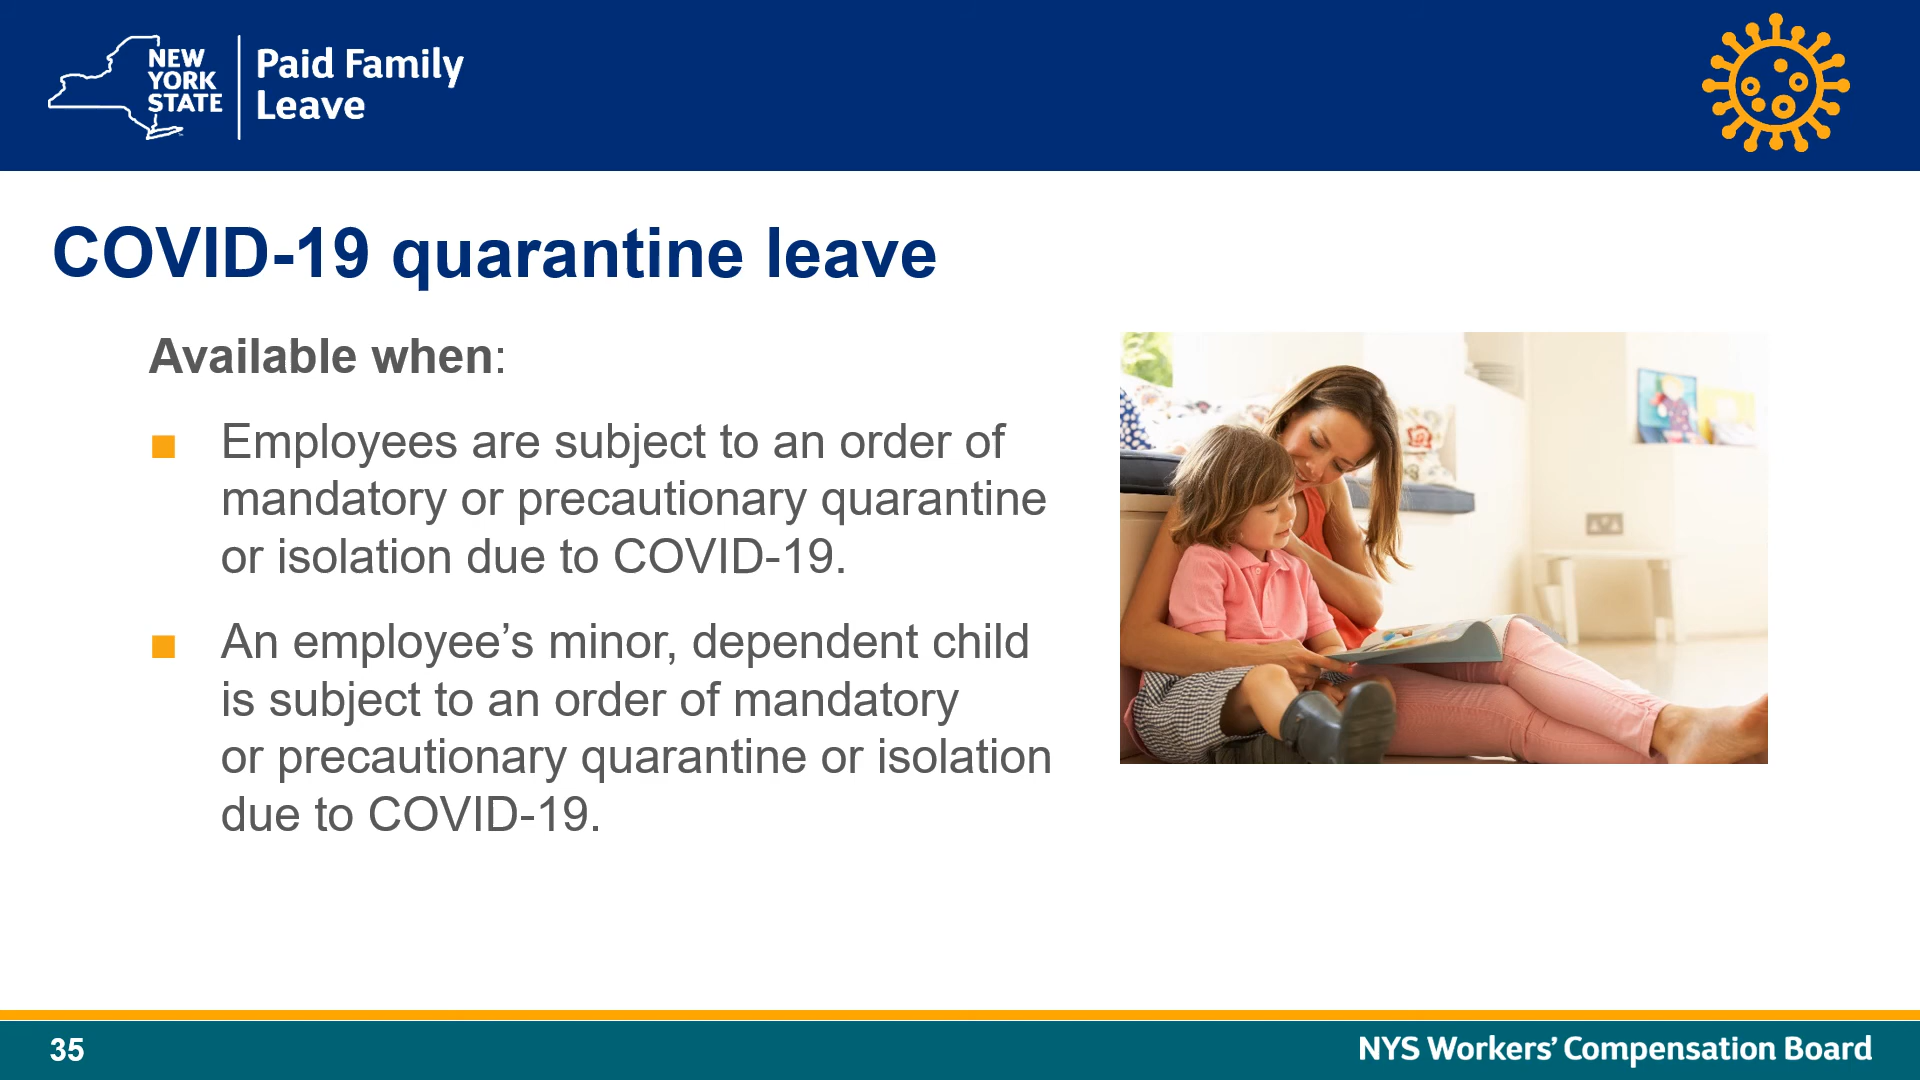 NEW
YORK
STATE
Paid Family
Leave
COVID-19 quarantine leave
Available when:
Employees are subject to an order of
mandatory or precautionary quarantine
or isolation due to COVID-19.
An employee’s minor, dependent child
is subject to an order of mandatory
or precautionary quarantine or isolation
due to COVID-19.
35
NYS Workers’ Compensation Board